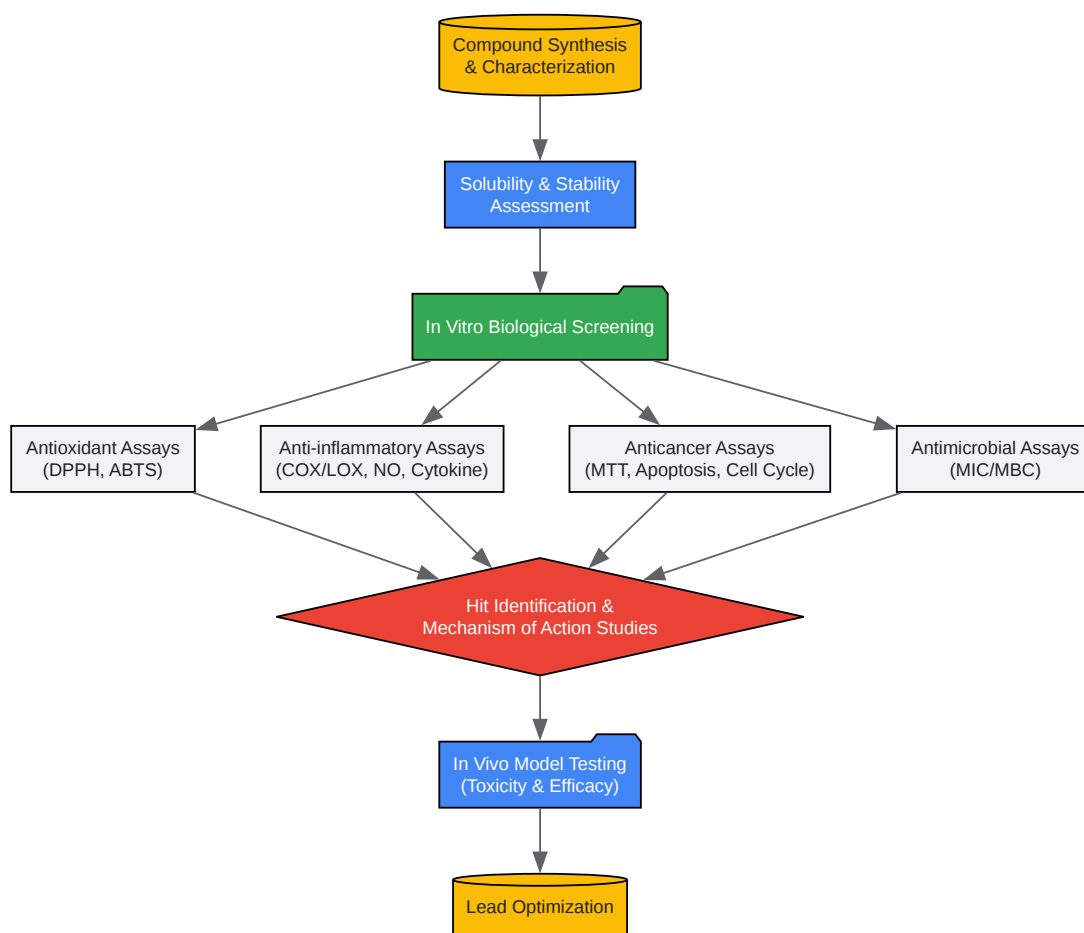 Compound Synthesis
& Characterization
Solubility & Stability
Assessment
In Vitro Biological Screening
Antioxidant Assays
(DPPH, ABTS)
Anti-inflammatory Assays
(COX/LOX, NO, Cytokine)
Anticancer Assays
(MTT, Apoptosis, Cell Cycle)
Antimicrobial Assays
(MIC/MBC)
Hit Identification &
Mechanism of Action Studies
In Vivo Model Testing
(Toxicity & Efficacy)
Lead Optimization